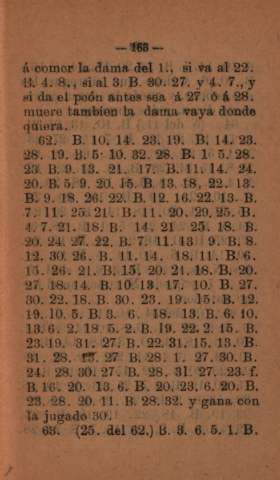 — 163 —
á comer la dama del 1., si va al 22.
B. 4. 8., si al 3. B. 30. 27. y 4. 7., y
si da el peón antes sea á 27. ó á 28.
muere tambien la dama vaya donde
quiera.
62. B. 10. 14. 23. 19. B. 14. 23.
28. 19. B. 5. 10. 32. 28. B. 1. 5. 28.
23. B. 9. 13. 21. 17. B. 11. 14. 24.
20. B. 5. 9. 20. 15. B. 13. 18, 22. 13.
B. 9. 18. 26. 22. B. 12. 16. 22. 13. B.
7. 11. 25. 21. B. 11. 20. 29. 25. B.
4. 7. 21. 18. B. 14. 21. 25. 18. B.
20. 24. 27. 22. B. 7. 11. 13. 9. B. 8.
12. 30. 26. B. 11. 14. 18. 11. B. 6.
15. 26. 21. B. 15. 20. 21. 18. B. 20.
27. 18. 14. B. 10. 13. 17. 10. B. 27.
30. 22. 18. B. 30. 23. 19. 15. B. 12.
19. 10. 5. B. 3. 6. 18. 13. B. 6. 10.
13. 6. 2. 18. 5. 2. B. 19. 22. 2. 15. B.
23. 19. 31. 27. B. 22. 31. 15. 13. B.
31. 28. 27. B. 28. 1. 27. 30. B.
24. 28. 30. 27. B. 28. 31. 27. 23. f.
B. 16. 20. 13. 6. B. 20. 23. 6. 20. B.
23. 28. 20. 11. B. 28. 32. y gana con
la jugado 30.
63. (25. del 62.) B. 3. 6. 5. 1. B.